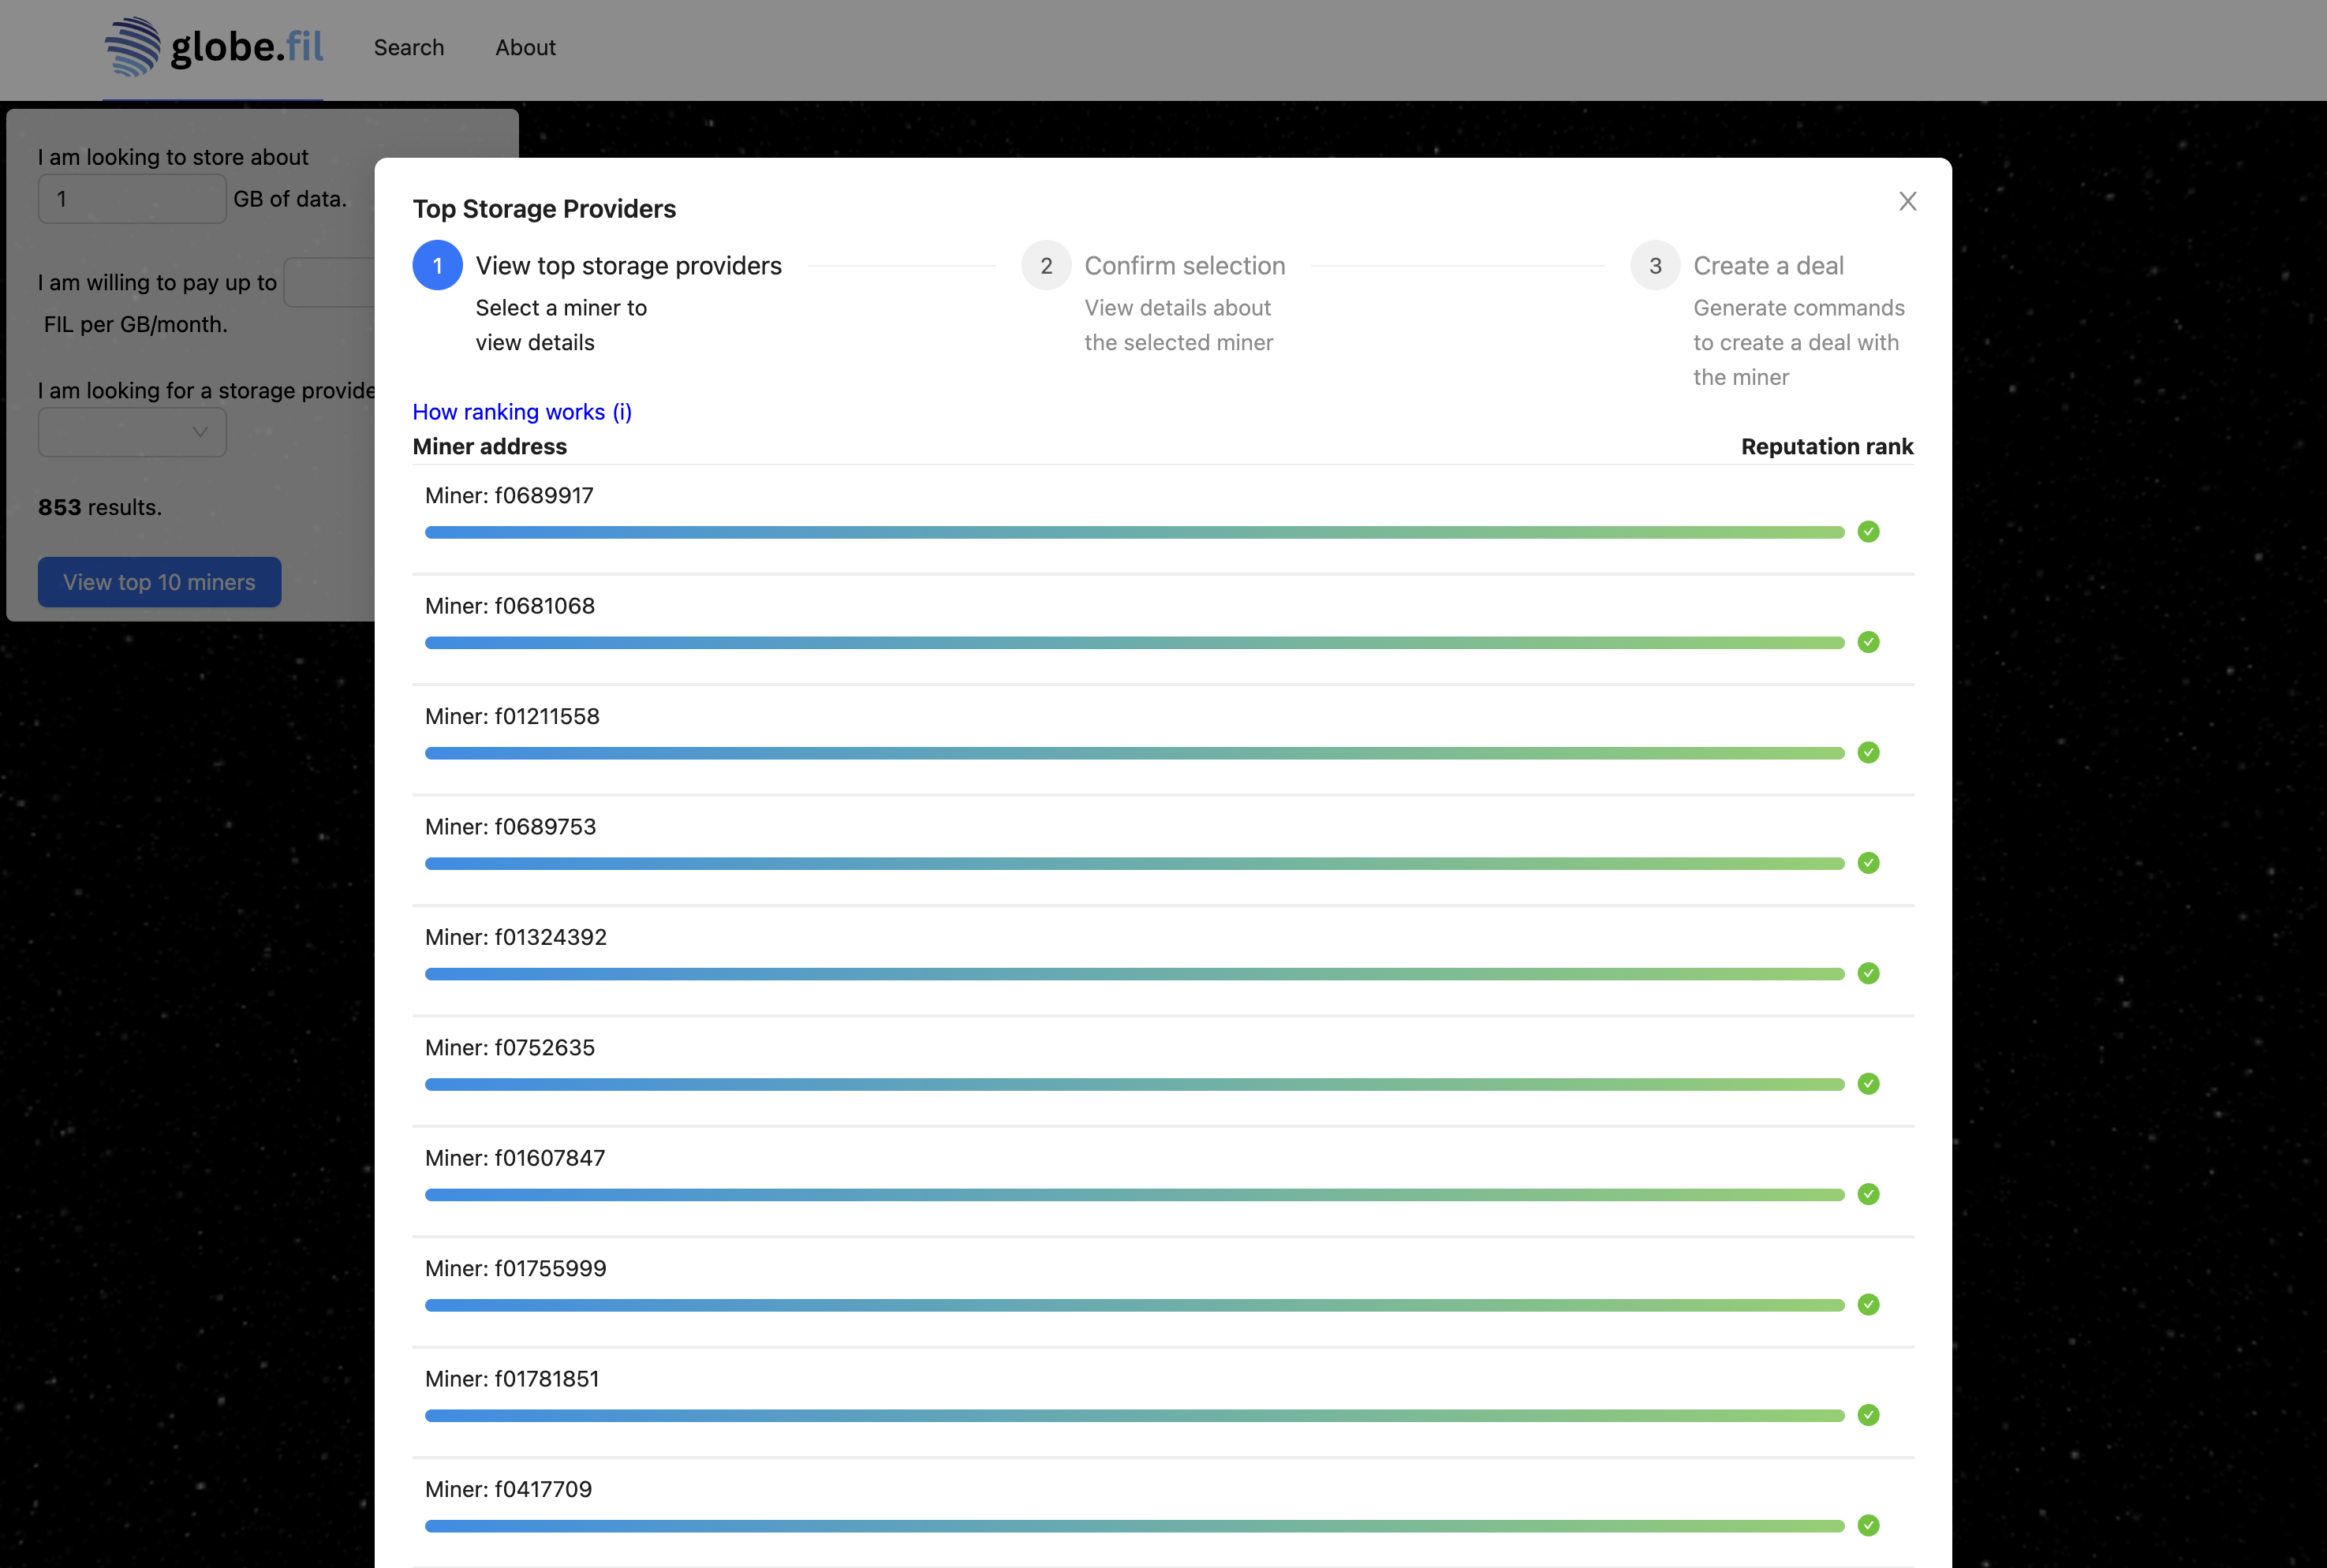 globe.fil
Search
About
I am looking to store about
1 GB of data.
I am willing to pay up to
FIL per GB/month.
I am looking for a storage
853 results.
View top 10 miners
Top Storage Providers
1 View top storage providers
Select a miner to
view details
2 Confirm selection
View details about
the selected miner
3 Create a deal
Generate commands
to create a deal with
the miner
How ranking works (i)
Miner address
Reputation rank
Miner: f0689917
Miner: f0681068
Miner: f01211558
Miner: f0689753
Miner: f01324392
Miner: f0752635
Miner: f01607847
Miner: f01755999
Miner: f01781851
Miner: f0417709